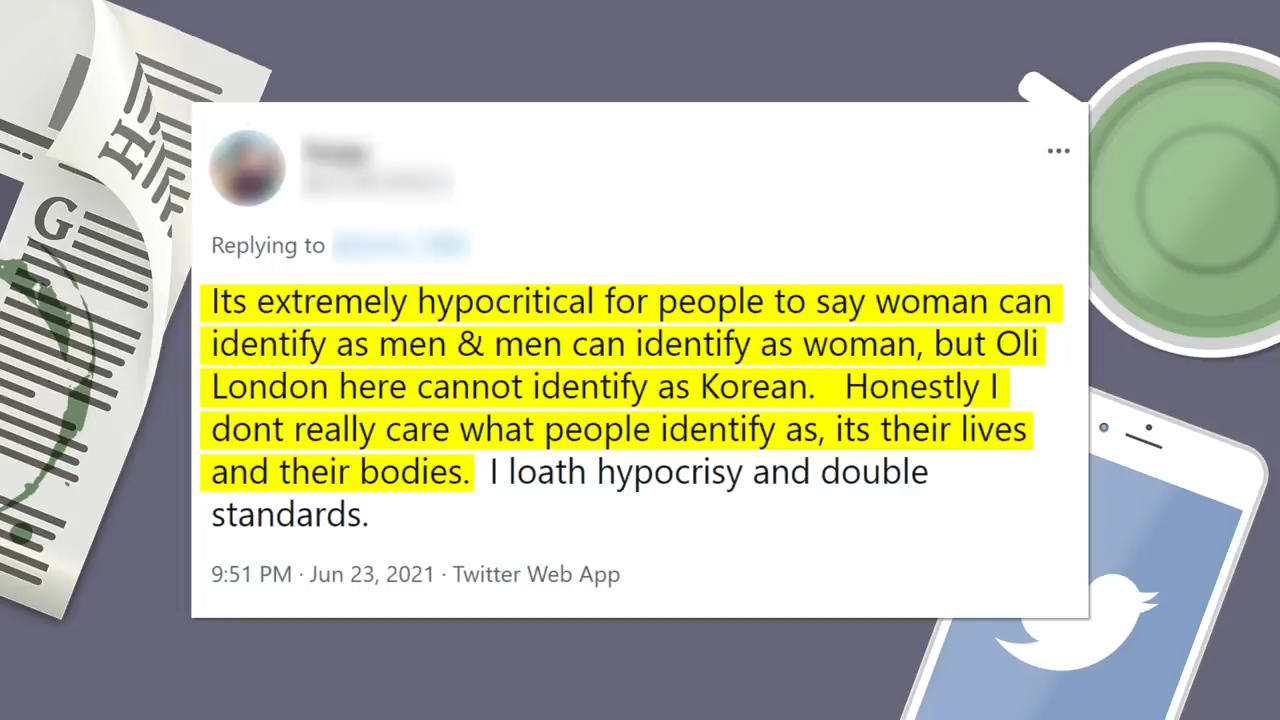 H
G
Replying to
Its extremely hypocritical for people to say woman can
identify as men & men can identify as woman, but Oli
London here cannot identify as Korean.   Honestly I
dont really care what people identify as, its their lives
and their bodies.  I loath hypocrisy and double
standards.
9:51 PM · Jun 23, 2021 · Twitter Web App